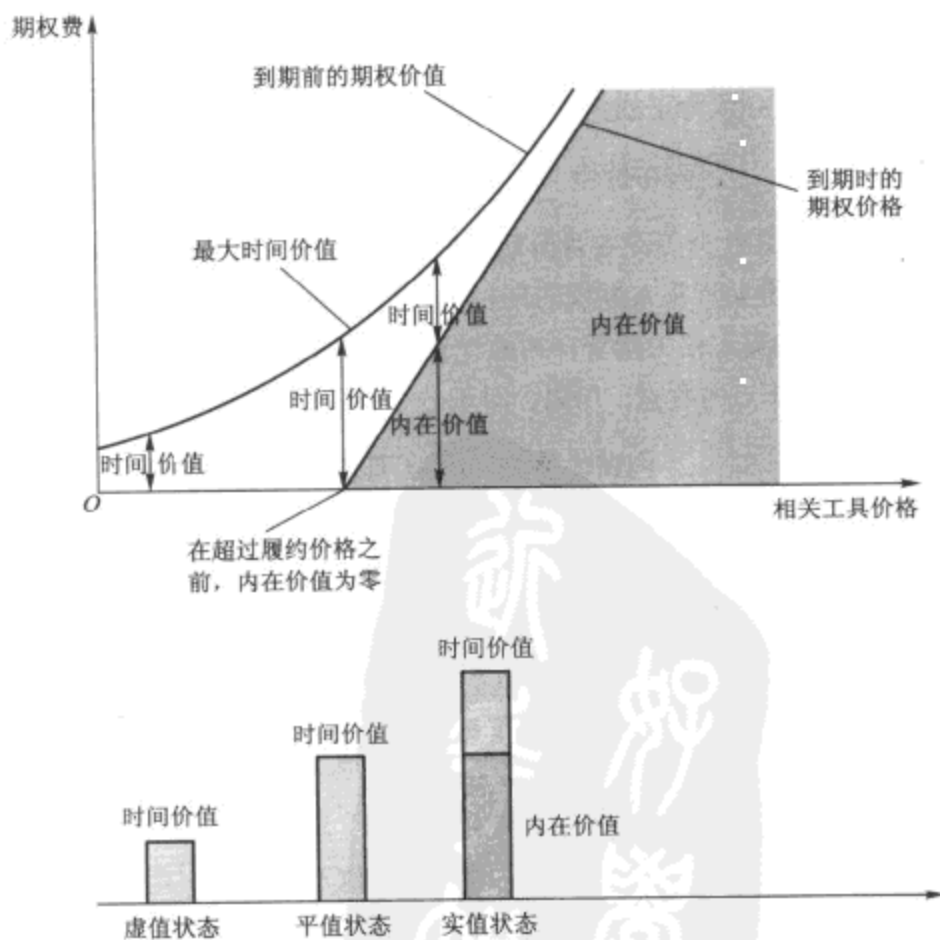 期权费
到期前的期权价值
到期时的
期权价格
最大时间价值
时间价值
内在价值
时间价值
内在价值
时间价值
O
相关工具价格
在超过履约价格之
前，内在价值为零
时间价值
时间价值
时间价值
内在价值
虚值状态
平值状态
实值状态